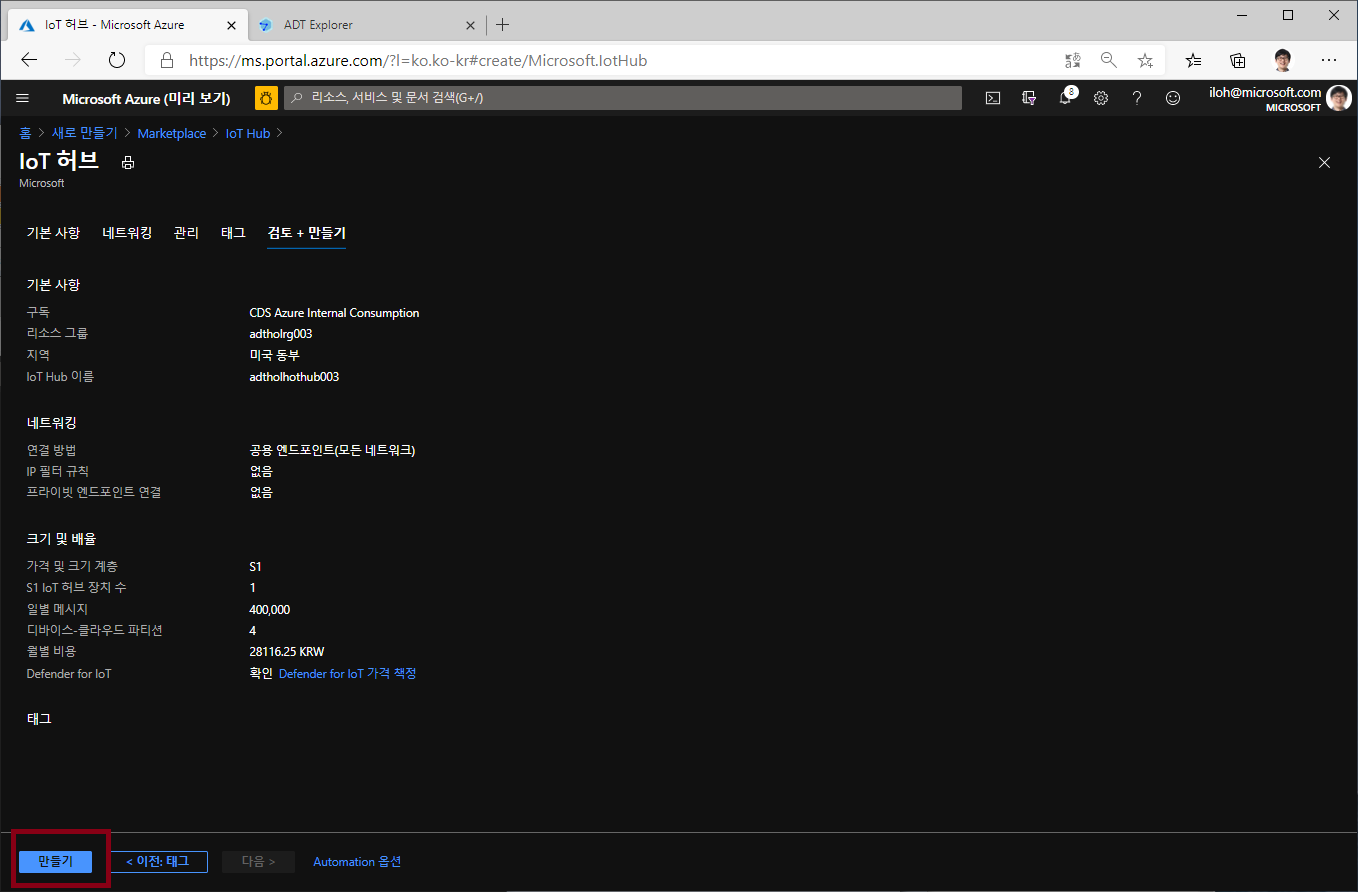 IoT 허브 - Microsoft Azure
ADT Explorer
https://ms.portal.azure.com/?l=ko.ko-kr#create/Microsoft.IotHub
Microsoft Azure (미리 보기)
리소스, 서비스 및 문서 검색(G+/)
3
iloh@microsoft.com
MICROSOFT
홈 > 새로 만들기 > Marketplace > IoT Hub >
IoT 허브
Microsoft
기본 사항 네트워킹 관리 태그 검토 + 만들기
기본 사항
구독 CDS Azure Internal Consumption
리소스 그룹 adtholrg003
지역 미국 동부
IoT Hub 이름 adtholhothub003
네트워킹
연결 방법 공용 엔드포인트(모든 네트워크)
IP 필터 규칙 없음
프라이빗 엔드포인트 연결 없음
크기 및 배율
가격 및 크기 계층 S1
S1 IoT 허브 장치 수 1
일별 메시지 400,000
디바이스-클라우드 파티션 4
월별 비용 28116.25 KRW
Defender for IoT 확인 Defender for IoT 가격 책정
태그
만들기 < 이전: 태그 다음 > Automation 옵션